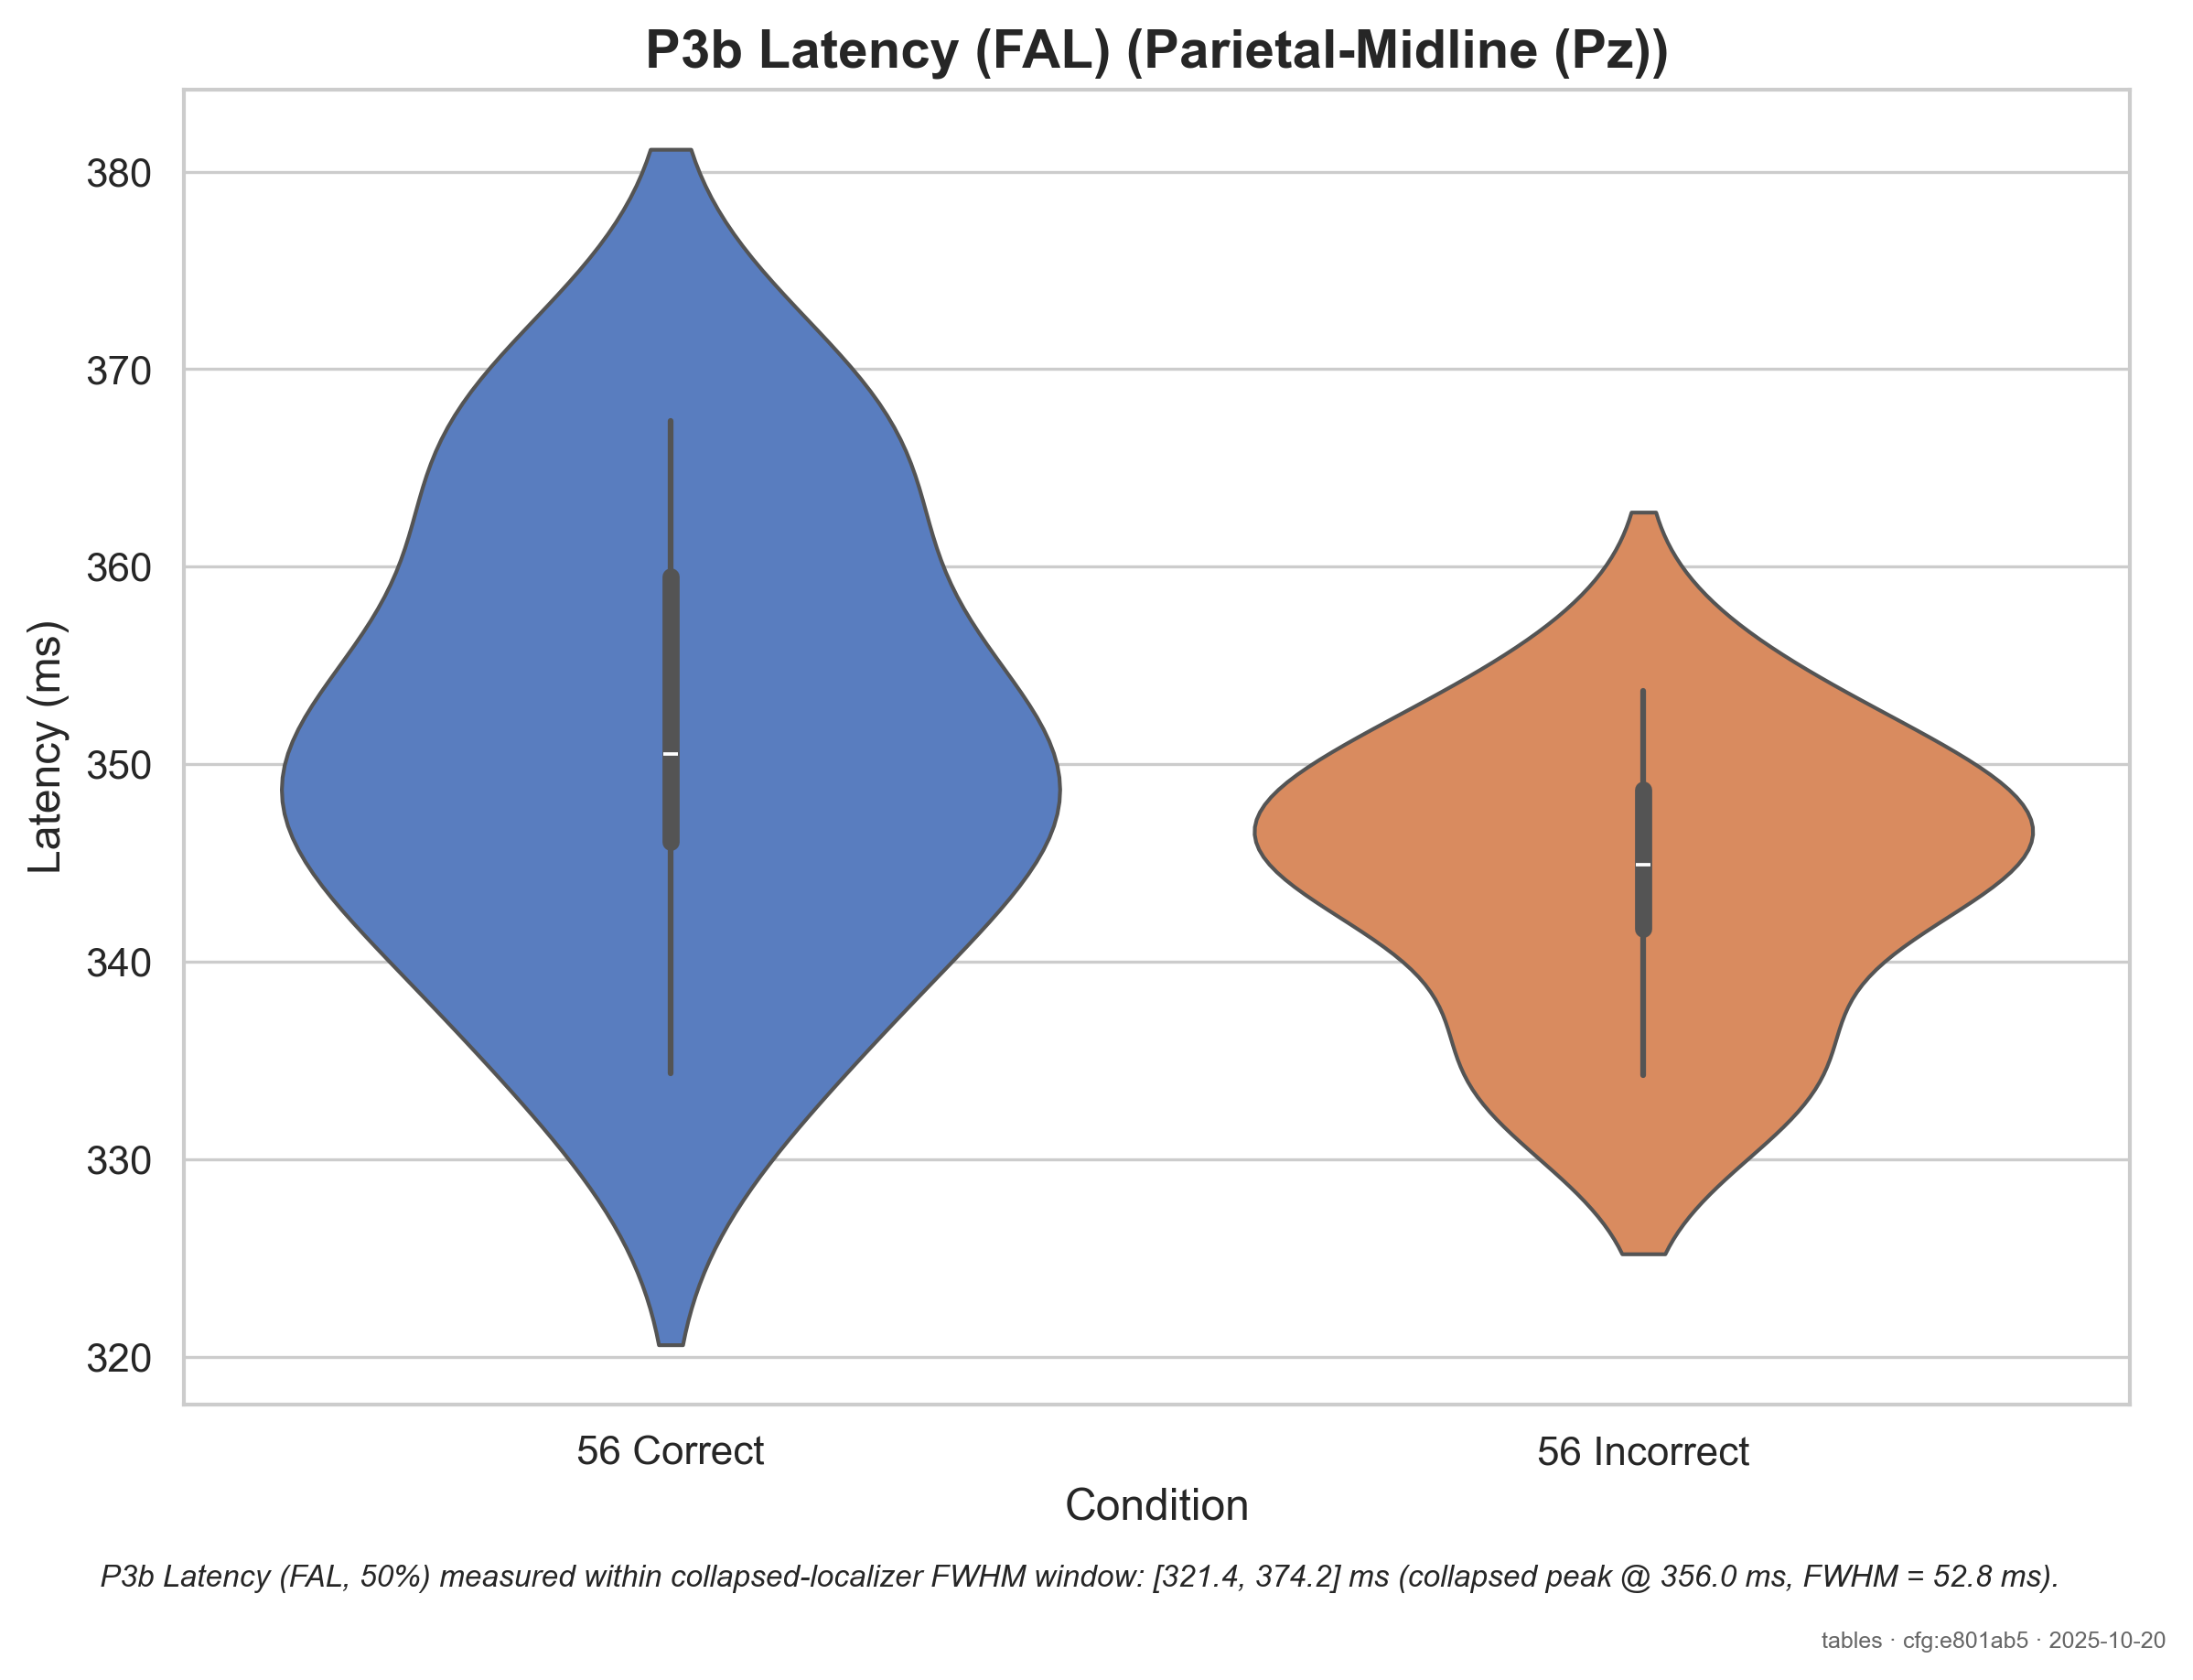 P3b Latency (FAL) (Parietal-Midline (Pz))
380
370
360
350
340
330
320
Latency (ms)
56 Correct
56 Incorrect
Condition
P3b Latency (FAL, 50%) measured within collapsed-localizer FWHM window: [321.4, 374.2] ms (collapsed peak @ 356.0 ms, FWHM = 52.8 ms).
tables · cfg:e801ab5 · 2025-10-20